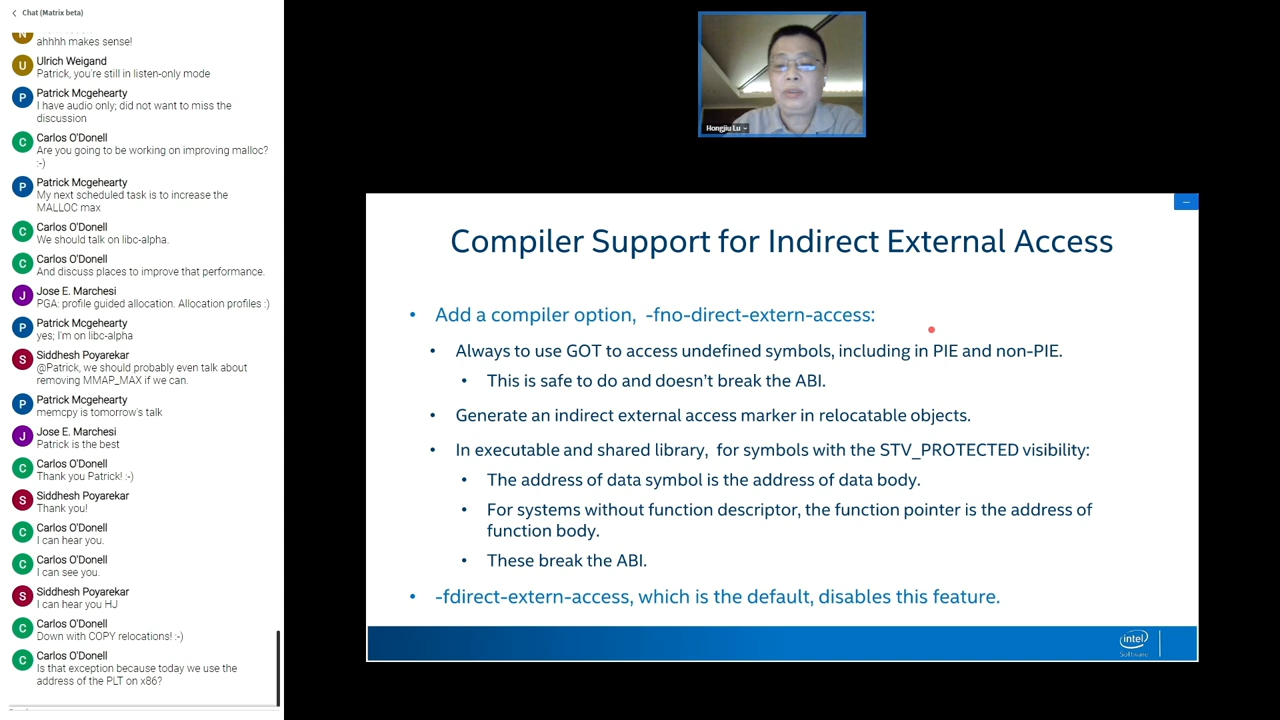 Chat (Matrix beta)
ahhhh makes sense!
Ulrich Weigand
Patrick, you're still in listen-only mode
Patrick Mcgehearty
I have audio only; did not want to miss the
discussion
Carlos O'Donell
Are you going to be working on improving malloc?
:-)
Patrick Mcgehearty
My next scheduled task is to increase the
MALLOC max
Carlos O'Donell
We should talk on libc-alpha.
Carlos O'Donell
And discuss places to improve that performance.
Jose E. Marchesi
PGA: profile guided allocation. Allocation profiles :)
Patrick Mcgehearty
yes; I'm on libc-alpha
Siddhesh Poyarekar
@Patrick, we should probably even talk about
removing MMAP_MAX if we can.
Patrick Mcgehearty
memcpy is tomorrow's talk
Jose E. Marchesi
Patrick is the best
Carlos O'Donell
Thank you Patrick! :-)
Siddhesh Poyarekar
Thank you!
Carlos O'Donell
I can hear you.
Carlos O'Donell
I can see you.
Siddhesh Poyarekar
I can hear you HJ
Carlos O'Donell
Down with COPY relocations! :-)
Carlos O'Donell
Is that exception because today we use the
address of the PLT on x86?
Hongjiu Lu
Compiler Support for Indirect External Access
• Add a compiler option, -fno-direct-extern-access:
• Always to use GOT to access undefined symbols, including in PIE and non-PIE.
• This is safe to do and doesn't break the ABI.
• Generate an indirect external access marker in relocatable objects.
• In executable and shared library, for symbols with the STV_PROTECTED visibility:
• The address of data symbol is the address of data body.
• For systems without function descriptor, the function pointer is the address of
function body.
• These break the ABI.
• -fdirect-extern-access, which is the default, disables this feature.
intel
Software